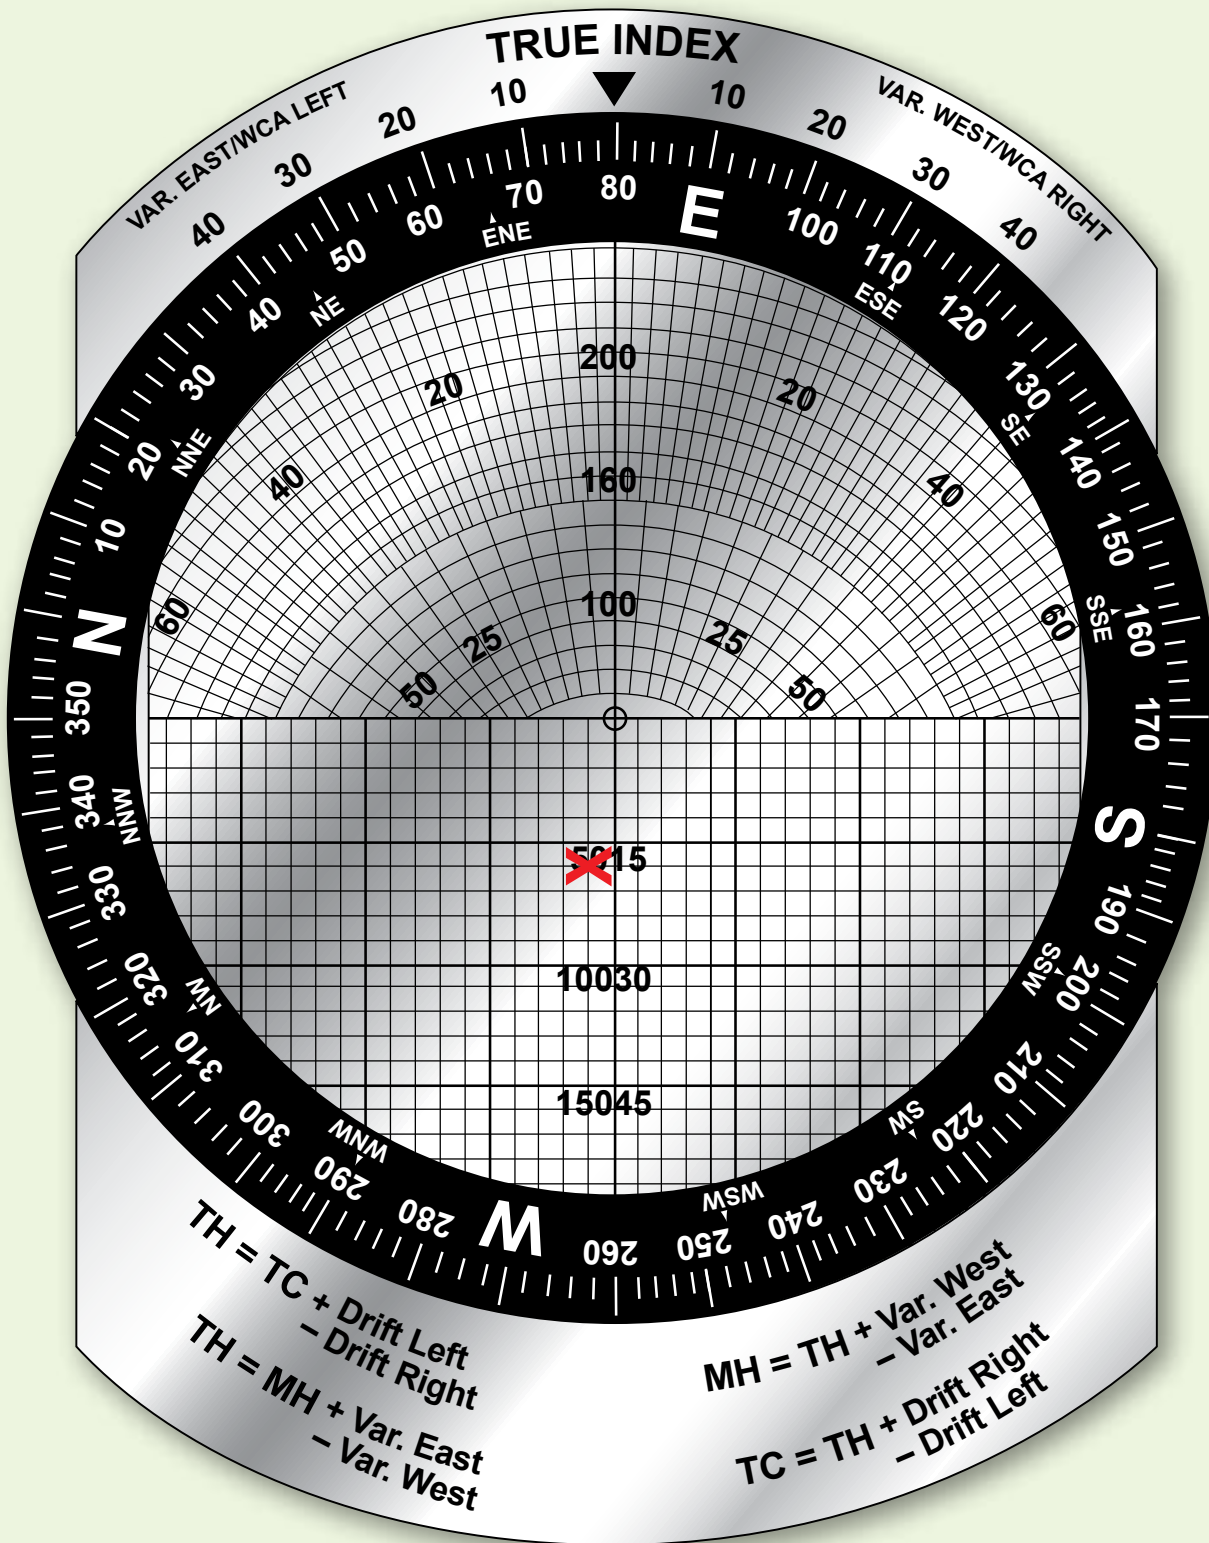 TRUE INDEX
VAR. EAST/WCA LEFT
40 30 20 10 10 20 30 40
VAR. WEST/WCA RIGHT
80 E 100 110 120 130 140 150 160 170 S 190 200 210 220 230 240 250 260 W 280 290 300 310 320 330 340 350 N 10 20 30 40 50 60 70
ENE ESE SE SSE SSW SW WSW WNW NW NNW NNE NE
200
20 20
40 160 40
60 100 60
25 25
50 50
5015
10030
15045
TH = TC + Drift Left
– Drift Right
TH = MH + Var. East
– Var. West
MH = TH + Var. West
– Var. East
TC = TH + Drift Right
– Drift Left